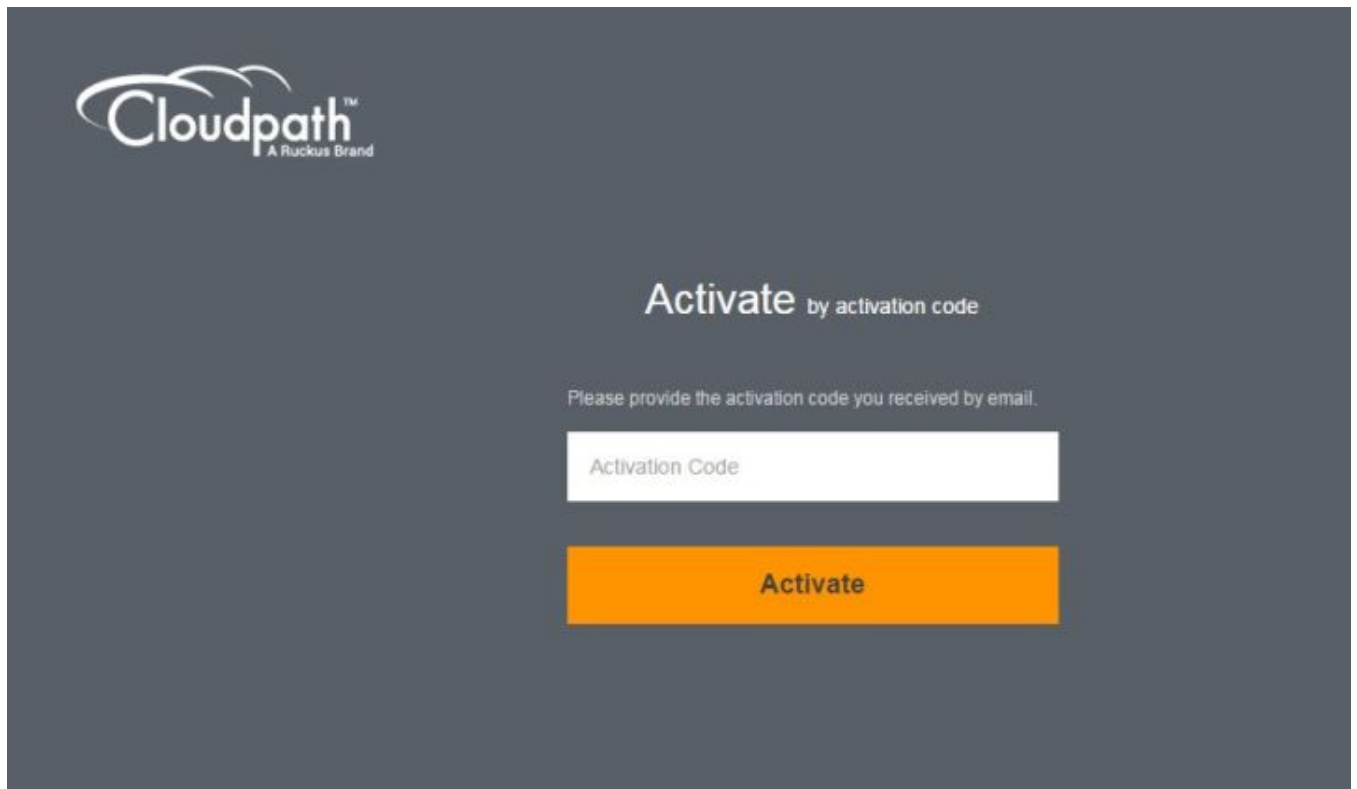 Cloudpath™
A Ruckus Brand
Activate by activation code
Please provide the activation code you received by email.
Activation Code
Activate